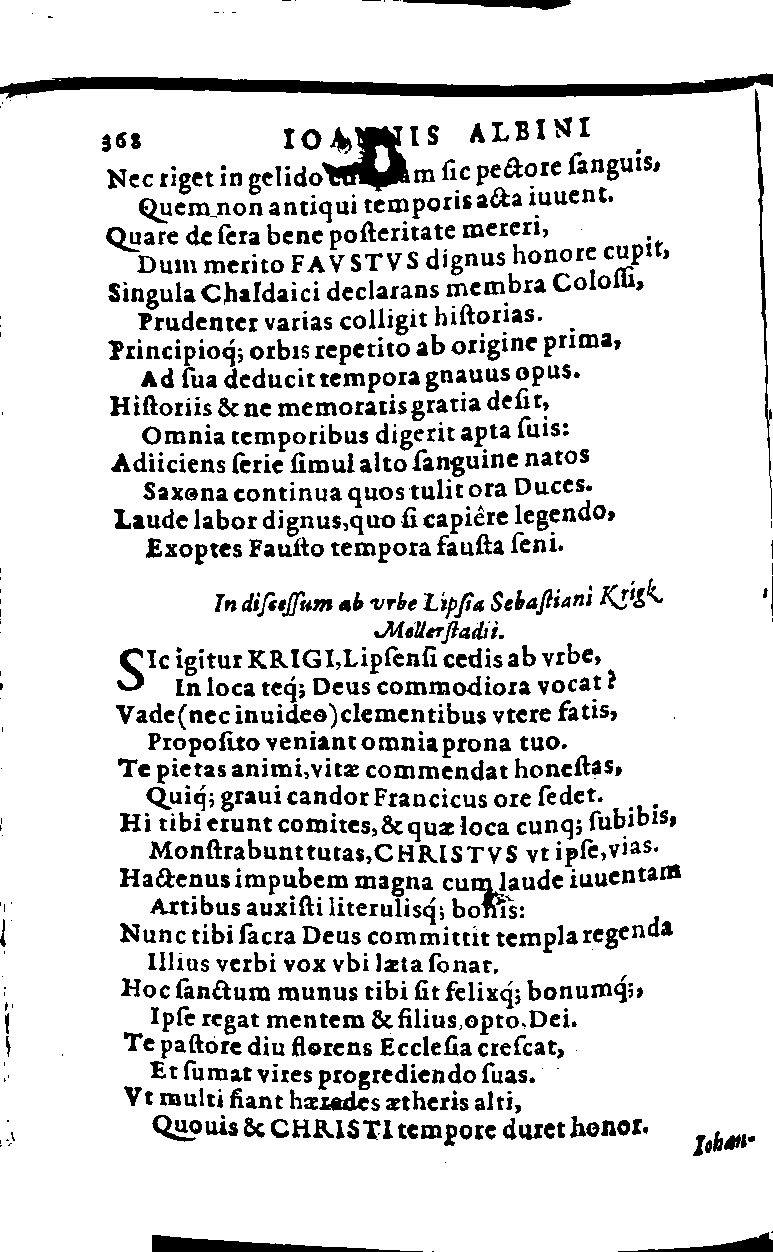 368 IOANNIS ALBINI
Nec riget in gelido cuiquam ſic pectore ſanguis,
Quem non antiqui temporis acta iuuent.
Quare de ſera bene poſteritate mereri,
Dum merito FAVSTVS dignus honore cupit,
Singula Chaldaici declarans membra Coloſſi,
Prudenter varias colligit hiſtorias.
Principioq́; orbis repetito ab origine prima,
Ad ſua deducit tempora gnauus opus.
Hiſtoriis & ne memoratis gratia deſit,
Omnia temporibus digerit apta ſuis:
Adiiciens ſerie ſimul alto ſanguine natos
Saxona continua quos tulit ora Duces.
Laude labor dignus, quo ſi capiêre legendo,
Exoptes Fauſto tempora fauſta ſeni.
In diſceſſum ab vrbe Lipſia Sebaſtiani Krigk
Mellerſtadii.
SIc igitur KRIGI, Lipſenſi cedis ab vrbe,
In loca teq́; Deus commodiora vocat?
Vade (nec inuideo) clementibus vtere fatis,
Propoſito veniant omnia prona tuo.
Te pietas animi, vitæ commendat honeſtas,
Quiq́; graui candor Francicus ore ſedet.
Hi tibi erunt comites, & quæ loca cunq; ſubibis,
Monſtrabunt tutas, CHRISTVS vt ipſe, vias.
Hactenus impubem magna cum laude iuuentam
Artibus auxiſti literulisq́; bonis:
Nunc tibi ſacra Deus committit templa regenda
Illius verbi vox vbi læta ſonat.
Hoc ſanctum munus tibi ſit felixq́; bonumq́;,
Ipſe regat mentem & filius, opto, Dei.
Te paſtore diu florens Eccleſia creſcat,
Et ſumat vires progrediendo ſuas.
Vt multi fiant hæredes ætheris alti,
Quouis & CHRISTI tempore duret honor.
Iohan-